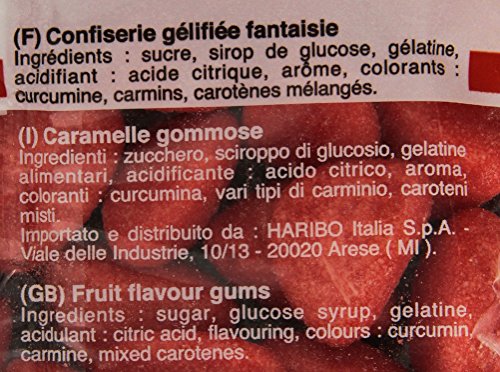 (F) Confiserie gélifiée fantaisie
Ingrédients : sucre, sirop de glucose, gélatine,
acidifiant : acide citrique, arôme, colorants :
curcumine, carmins, carotènes mélangés.
(I) Caramelle gommose
Ingredienti : zucchero, sciroppo di glucosio, gelatine
alimentari, acidificante : acido citrico, aroma,
coloranti : curcumina, vari tipi di carminio, caroteni
misti.
Importato e distribuito da : HARIBO Italia S.p.A. -
Viale delle Industrie, 10/13 - 20020 Arese ( MI ).
(GB) Fruit flavour gums
Ingredients : sugar, glucose syrup, gelatine,
acidulant : citric acid, flavouring, colours : curcumin,
carmine, mixed carotenes.